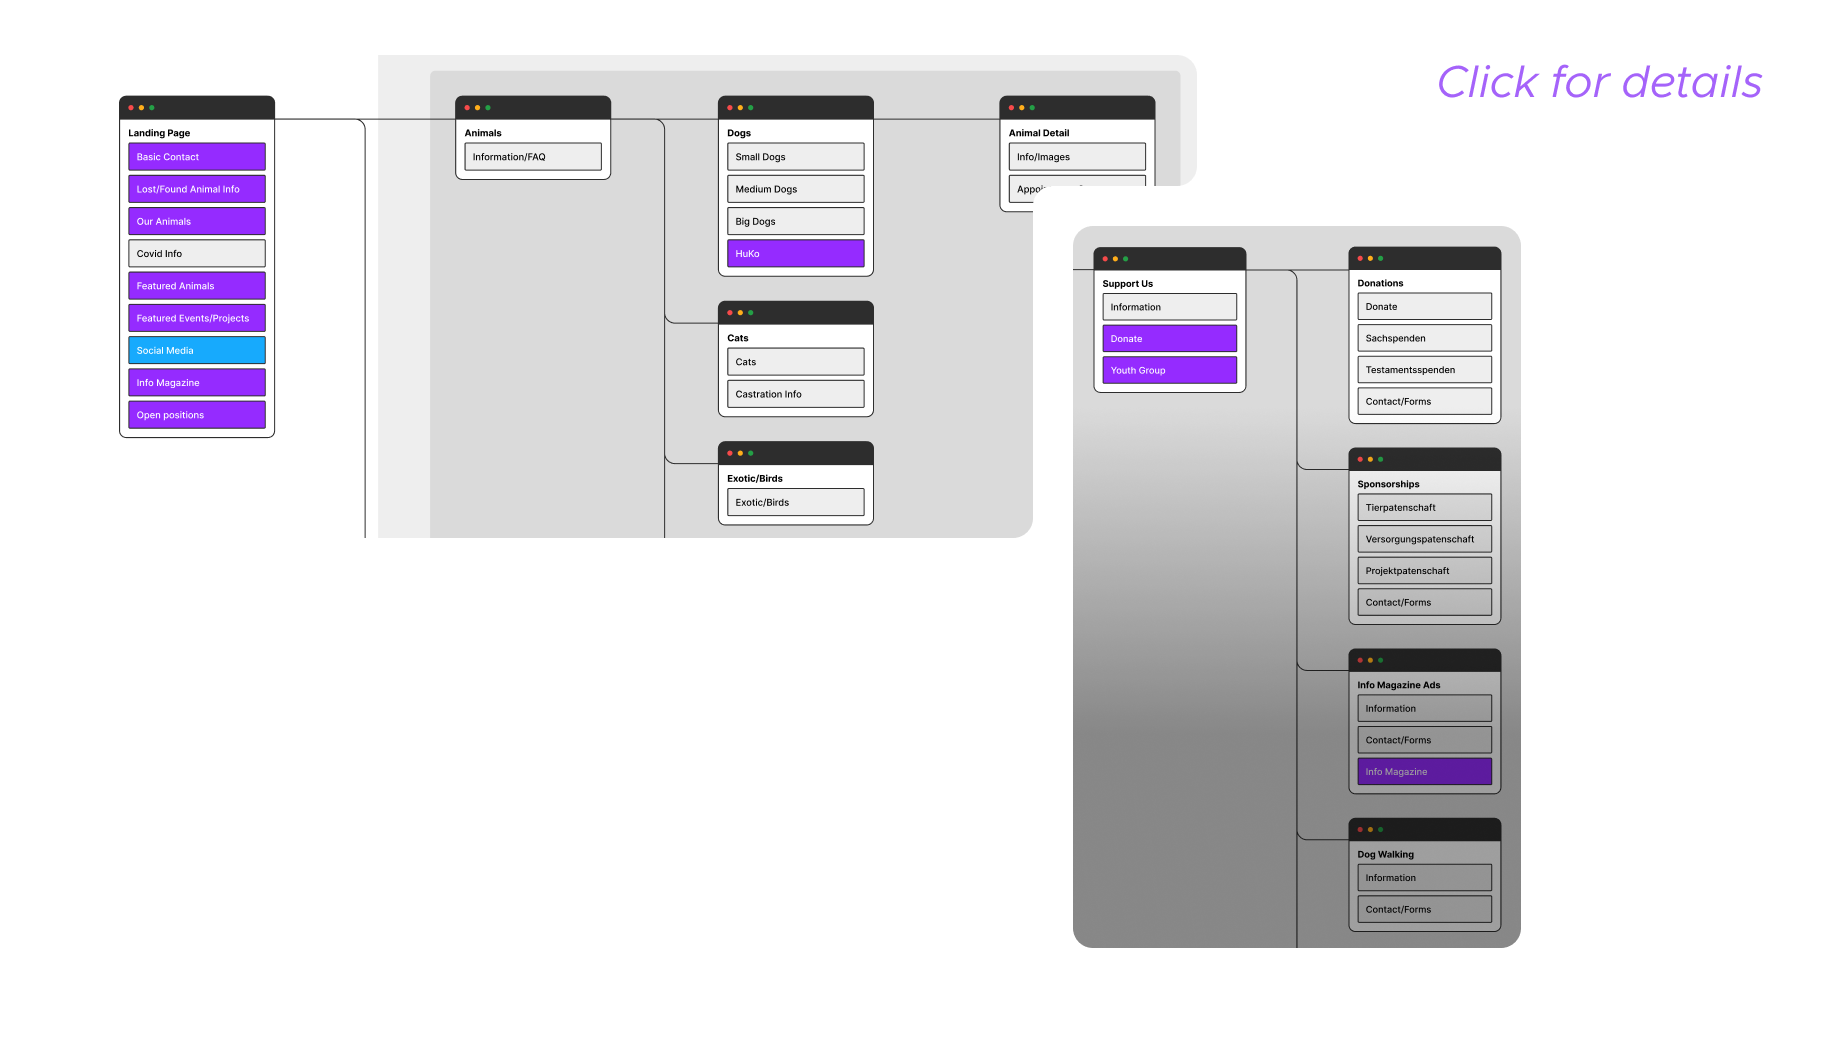 Click for details
Landing Page
Basic Contact
Lost/Found Animal Info
Our Animals
Covid Info
Featured Animals
Featured Events/Projects
Social Media
Info Magazine
Open positions
Animals
Information/FAQ
Dogs
Small Dogs
Medium Dogs
Big Dogs
HuKo
Cats
Cats
Castration Info
Exotic/Birds
Exotic/Birds
Animal Detail
Info/Images
Support Us
Information
Donate
Youth Group
Donations
Donate
Sachspenden
Testamentsspenden
Contact/Forms
Sponsorships
Tierpatenschaft
Versorgungspatenschaft
Projektpatenschaft
Contact/Forms
Info Magazine Ads
Information
Contact/Forms
Info Magazine
Dog Walking
Information
Contact/Forms